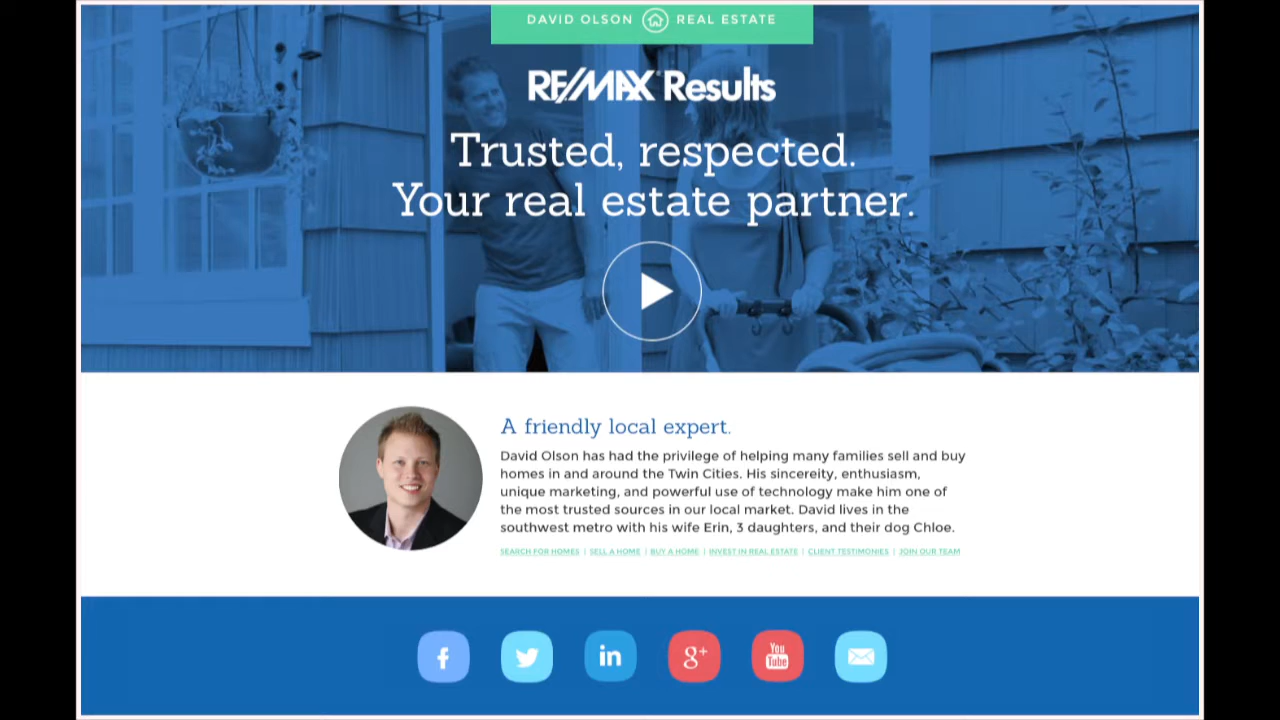 DAVID OLSON REAL ESTATE
RE/MAX Results
Trusted, respected.
Your real estate partner.
A friendly local expert.
David Olson has had the privilege of helping many families sell and buy
homes in and around the Twin Cities. His sincereity, enthusiasm,
unique marketing, and powerful use of technology make him one of
the most trusted sources in our local market. David lives in the
southwest metro with his wife Erin, 3 daughters, and their dog Chloe.
SEARCH FOR HOMES | SELL A HOME | BUY A HOME | INVEST IN REAL ESTATE | CLIENT TESTIMONIES | JOIN OUR TEAM
f in g+ You Tube